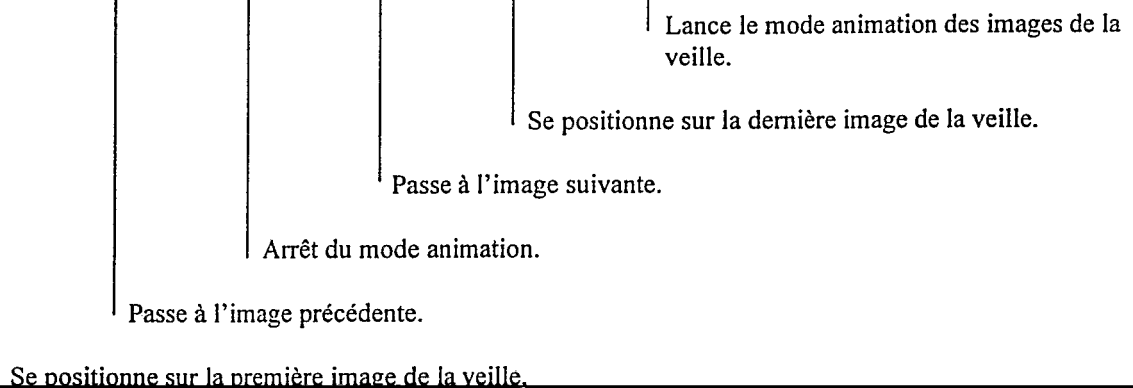 Lance le mode animation des images de la
veille.
Se positionne sur la dernière image de la veille.
Passe à l'image suivante.
Arrêt du mode animation.
Passe à l'image précédente.
Se positionne sur la première image de la veille.